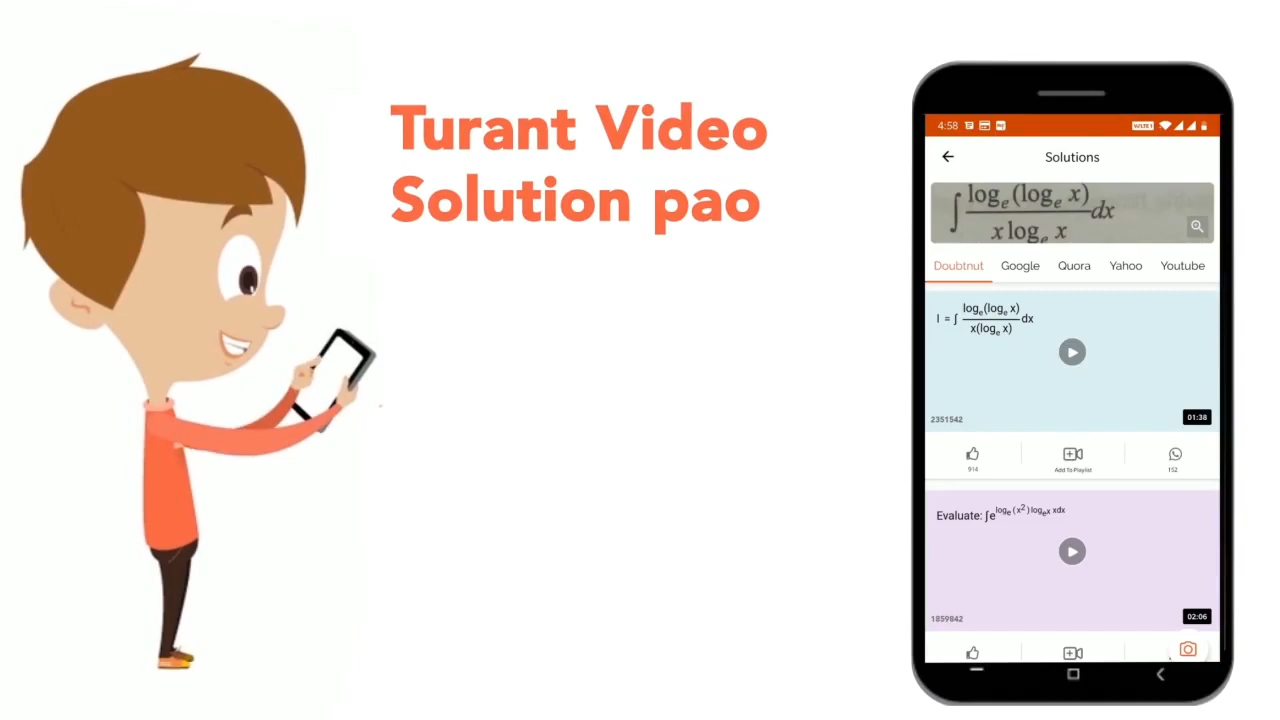 Turant Video
Solution pao
4:58
Solutions
∫ logₑ(logₑ x) / x logₑ x dx
Doubtnut Google Quora Yahoo Youtube
I = ∫ logₑ(logₑ x) / x(logₑ x) dx
2351542 01:38
914 Add To Playlist 152
Evaluate: ∫e^logₑ(x²)logₑx xdx
1859842 02:06